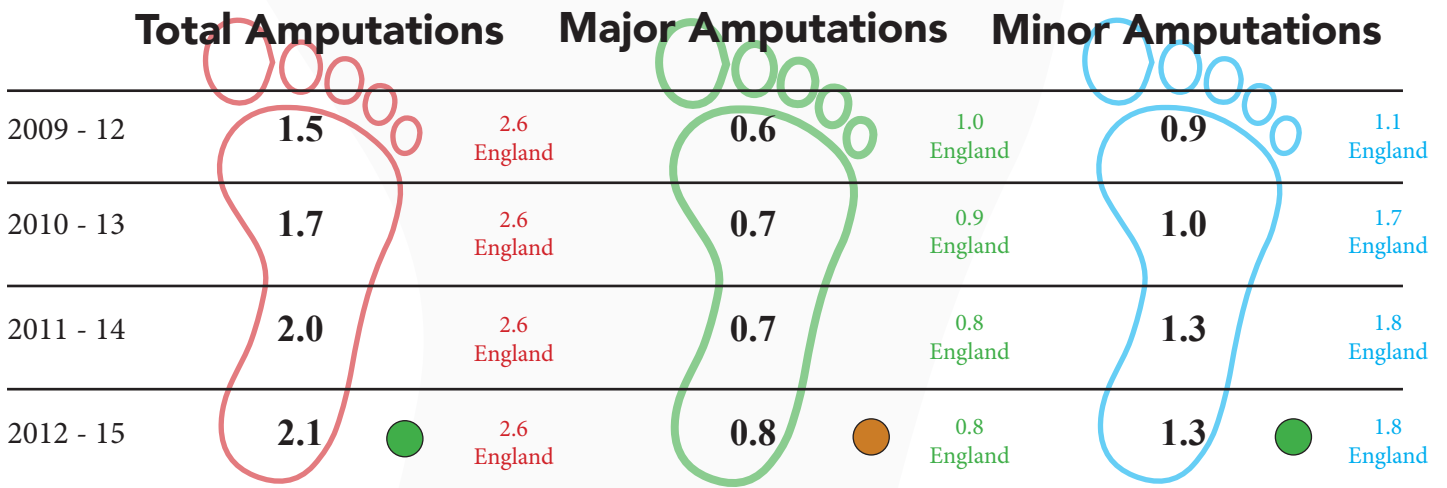 Total Amputations Major Amputations Minor Amputations
2009 - 12 1.5 2.6 0.6 1.0 0.9 1.1
England England England
2010 - 13 1.7 2.6 0.7 0.9 1.0 1.7
England England England
2011 - 14 2.0 2.6 0.7 0.8 1.3 1.8
England England England
2012 - 15 2.1 2.6 0.8 0.8 1.3 1.8
England England England